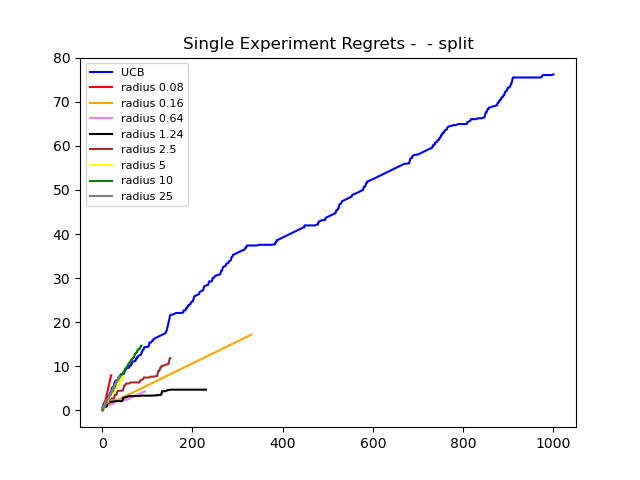 Single Experiment Regrets -  - split
80
70
60
50
40
30
20
10
0
UCB
radius 0.08
radius 0.16
radius 0.64
radius 1.24
radius 2.5
radius 5
radius 10
radius 25
0 200 400 600 800 1000